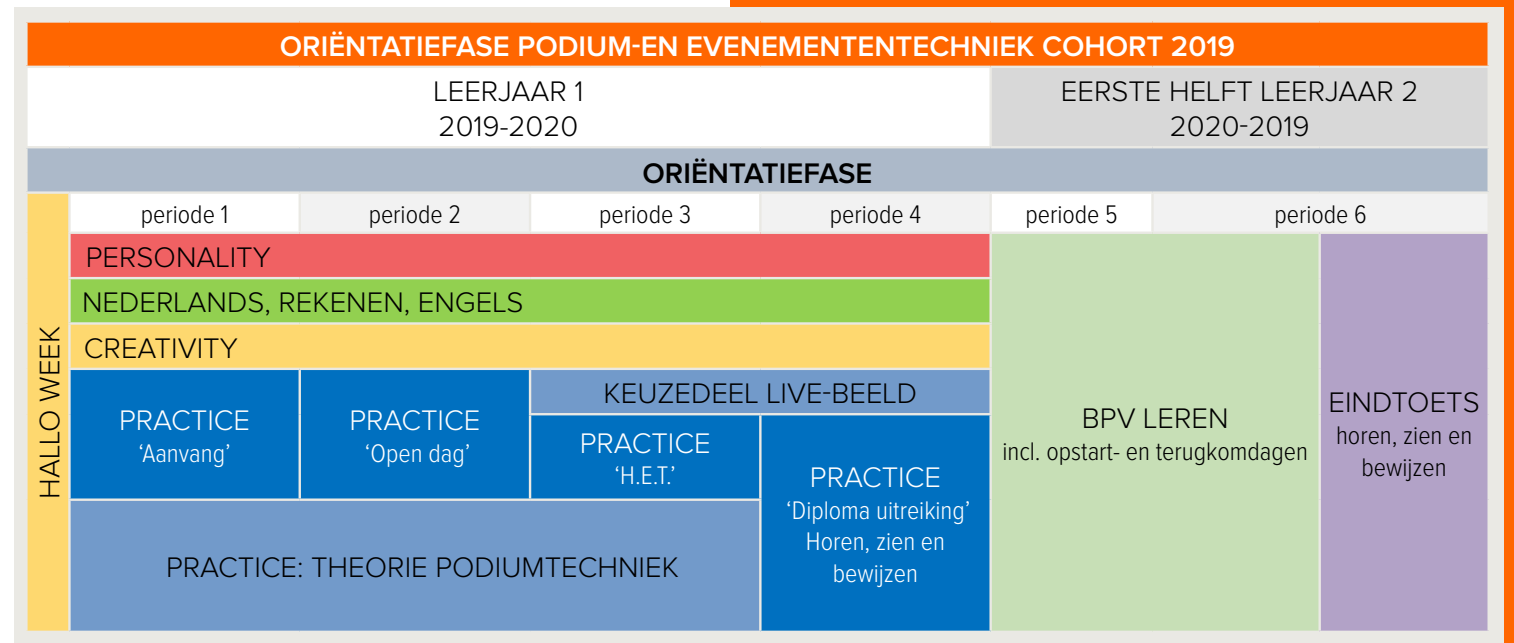 ORIËNTATIEFASE PODIUM-EN EVENEMENTENTECHNIEK COHORT 2019
LEERJAAR 1
2019-2020
EERSTE HELFT LEERJAAR 2
2020-2019
ORIËNTATIEFASE
HALLO WEEK
periode 1
periode 2
periode 3
periode 4
periode 5
periode 6
PERSONALITY
NEDERLANDS, REKENEN, ENGELS
CREATIVITY
PRACTICE
‘Aanvang’
PRACTICE
‘Open dag’
KEUZEDEEL LIVE-BEELD
PRACTICE
‘H.E.T.’
PRACTICE
‘Diploma uitreiking’
Horen, zien en
bewijzen
PRACTICE: THEORIE PODIUMTECHNIEK
BPV LEREN
incl. opstart- en terugkomdagen
EINDTOETS
horen, zien en
bewijzen